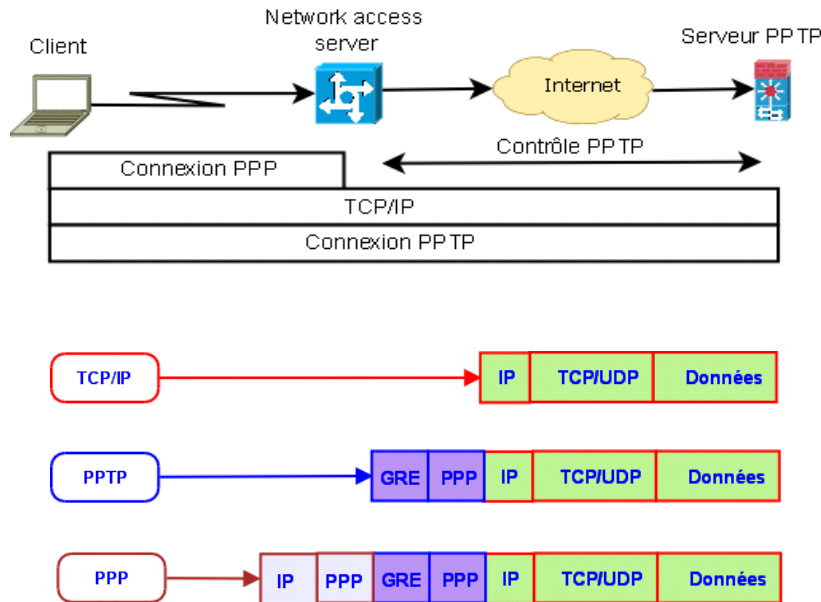 Client
Network access
server
Internet
Serveur PPTP
Connexion PPP
Contrôle PPTP
TCP/IP
Connexion PPTP
TCP/IP IP TCP/UDP Données
PPTP GRE PPP IP TCP/UDP Données
PPP IP PPP GRE PPP IP TCP/UDP Données